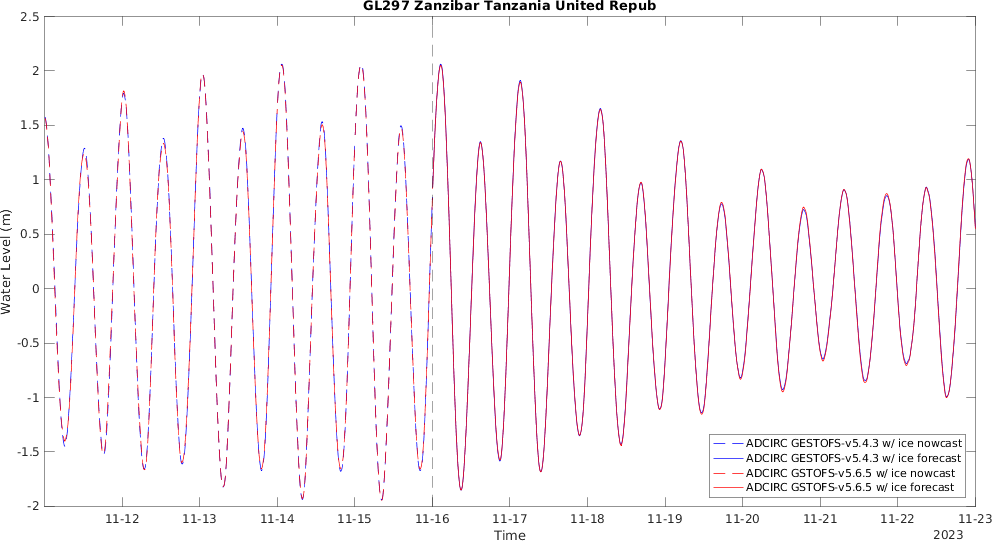 GL297 Zanzibar Tanzania United Repub
2.5
2
1.5
1
0.5
0
-0.5
-1
-1.5
-2
Water Level (m)
11-12 11-13 11-14 11-15 11-16 11-17 11-18 11-19 11-20 11-21 11-22 11-23
Time
2023
ADCIRC GESTOFS-v5.4.3 w/ ice nowcast
ADCIRC GESTOFS-v5.4.3 w/ ice forecast
ADCIRC GSTOFS-v5.6.5 w/ ice nowcast
ADCIRC GSTOFS-v5.6.5 w/ ice forecast